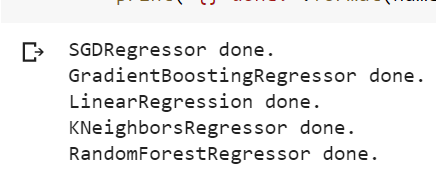 SGDRegressor done.
GradientBoostingRegressor done.
LinearRegression done.
KNeighborsRegressor done.
RandomForestRegressor done.